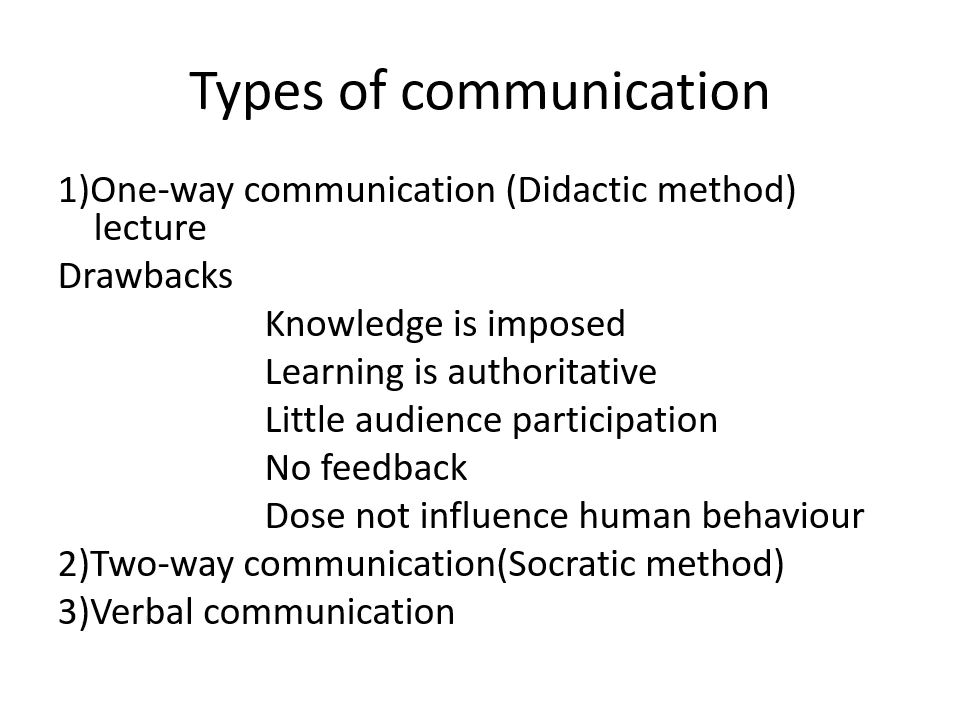 Types of communication
1)One-way communication (Didactic method)
lecture
Drawbacks
Knowledge is imposed
Learning is authoritative
Little audience participation
No feedback
Dose not influence human behaviour
2)Two-way communication(Socratic method)
3)Verbal communication